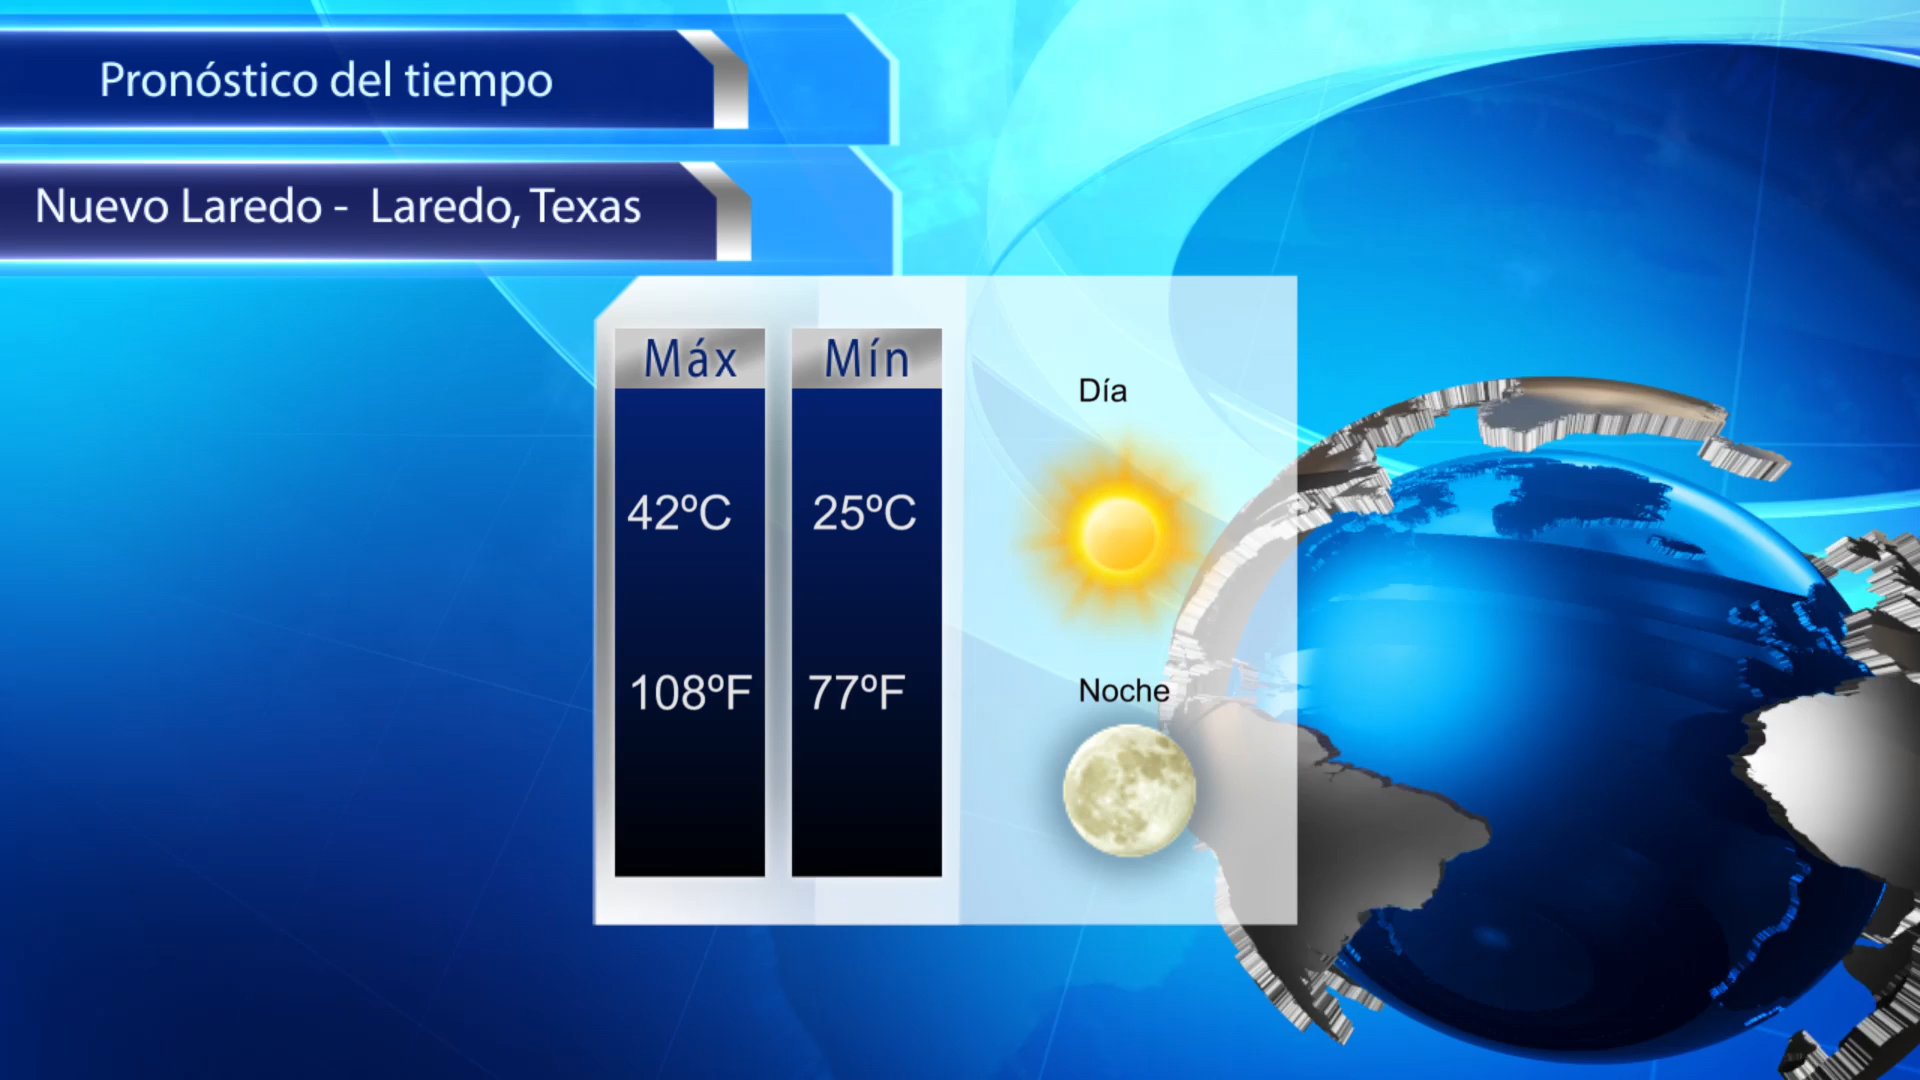 Pronóstico del tiempo
Nuevo Laredo -  Laredo, Texas
Máx
Mín
42ºC
25ºC
108ºF
77ºF
Día
Noche